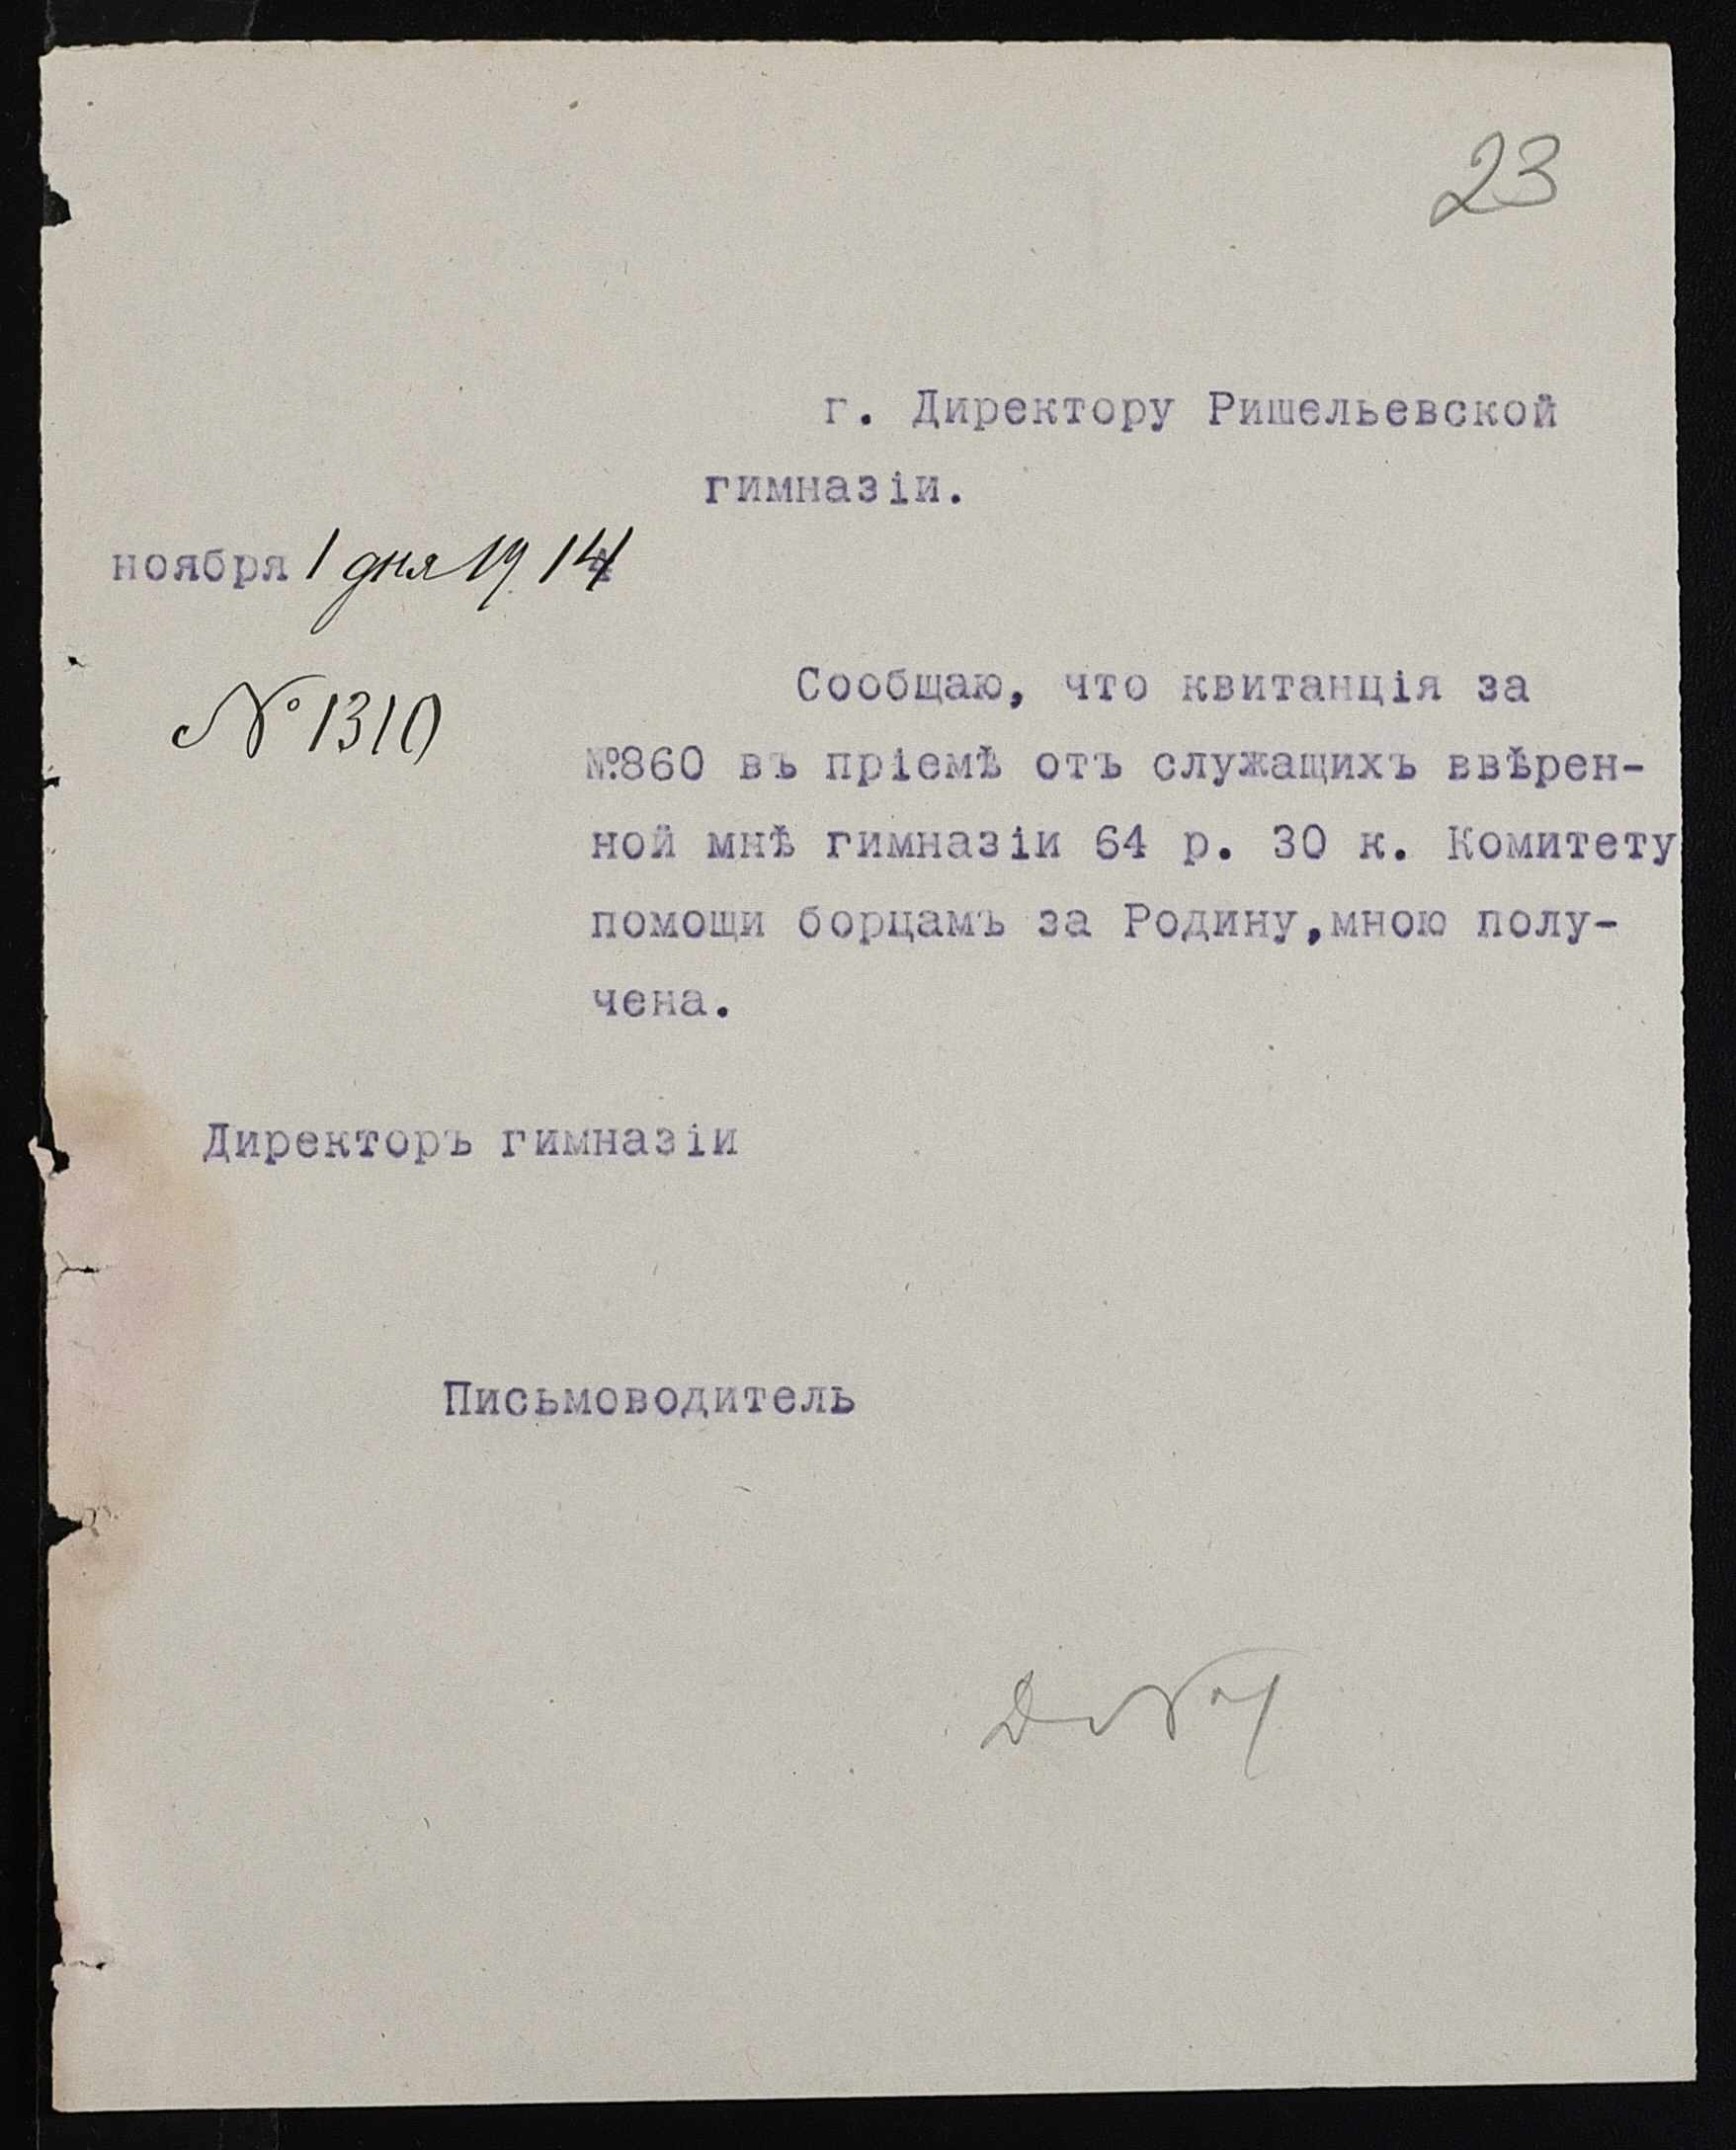 23
г. Директору Ришельевской
гимназіи.
ноября 1 дня 1914
№ 1310
Сообщаю, что квитанція за
№860 въ пріемѣ отъ служащихъ ввѣрен-
ной мнѣ гимназіи 64 р. 30 к. Комитету
помощи борцамъ за Родину,мною полу-
чена.
Директоръ гимназіи
Письмоводитель